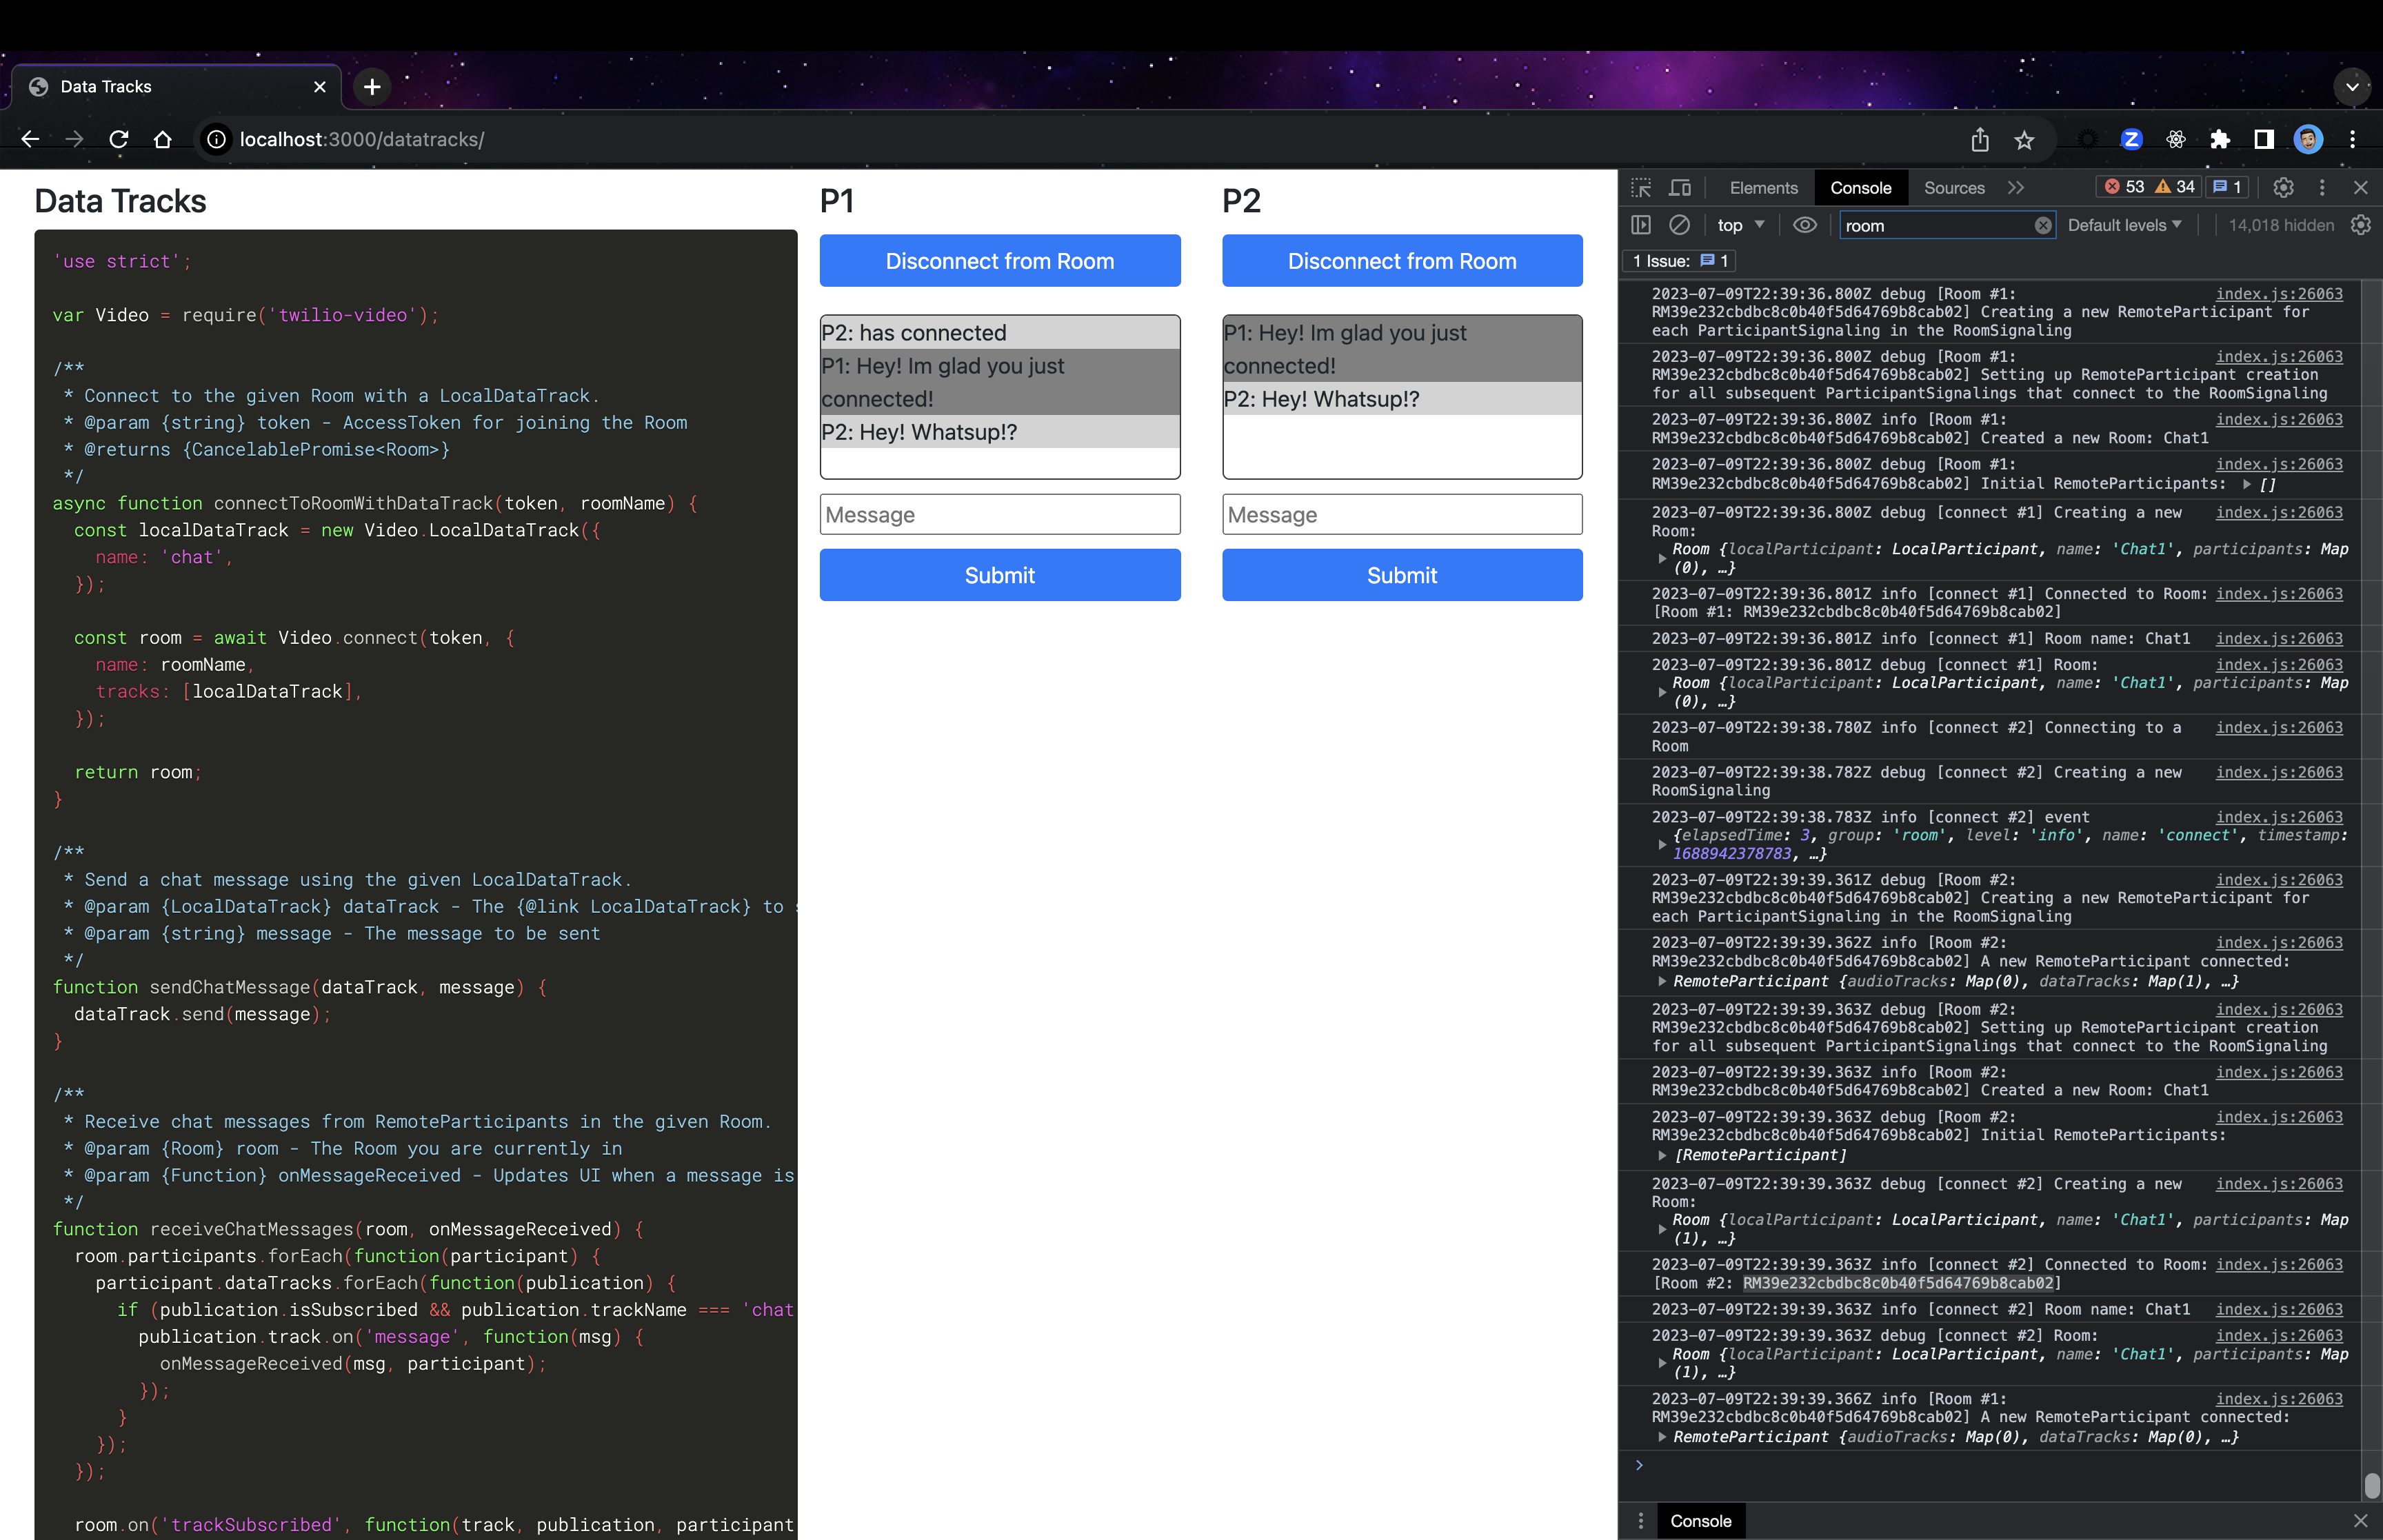 Data Tracks
localhost:3000/datatracks/
Data Tracks
'use strict';
var Video = require('twilio-video');
/**
* Connect to the given Room with a LocalDataTrack.
* @param {string} token - AccessToken for joining the Room
* @returns {CancelablePromise<Room>}
*/
async function connectToRoomWithDataTrack(token, roomName) {
const localDataTrack = new Video.LocalDataTrack({
name: 'chat',
});
const room = await Video.connect(token, {
name: roomName,
tracks: [localDataTrack],
});
return room;
}
/**
* Send a chat message using the given LocalDataTrack.
* @param {LocalDataTrack} dataTrack - The {@link LocalDataTrack} to
* @param {string} message - The message to be sent
*/
function sendChatMessage(dataTrack, message) {
dataTrack.send(message);
}
/**
* Receive chat messages from RemoteParticipants in the given Room.
* @param {Room} room - The Room you are currently in
* @param {Function} onMessageReceived - Updates UI when a message is
*/
function receiveChatMessages(room, onMessageReceived) {
room.participants.forEach(function(participant) {
participant.dataTracks.forEach(function(publication) {
if (publication.isSubscribed && publication.trackName === 'chat
publication.track.on('message', function(msg) {
onMessageReceived(msg, participant);
});
}
});
});
room.on('trackSubscribed', function(track, publication, participant
P1
Disconnect from Room
P2: has connected
P1: Hey! Im glad you just
connected!
P2: Hey! Whatsup!?
Message
Submit
P2
Disconnect from Room
P1: Hey! Im glad you just
connected!
P2: Hey! Whatsup!?
Message
Submit
Elements Console Sources 53 34 1
top room Default levels 14,018 hidden
1 Issue: 1
2023-07-09T22:39:36.800Z debug [Room #1: index.js:26063
RM39e232cbdbc8c0b40f5d64769b8cab02] Creating a new RemoteParticipant for
each ParticipantSignaling in the RoomSignaling
2023-07-09T22:39:36.800Z debug [Room #1: index.js:26063
RM39e232cbdbc8c0b40f5d64769b8cab02] Setting up RemoteParticipant creation
for all subsequent ParticipantSignalings that connect to the RoomSignaling
2023-07-09T22:39:36.800Z info [Room #1: index.js:26063
RM39e232cbdbc8c0b40f5d64769b8cab02] Created a new Room: Chat1
2023-07-09T22:39:36.800Z debug [Room #1: index.js:26063
RM39e232cbdbc8c0b40f5d64769b8cab02] Initial RemoteParticipants: ▶ []
2023-07-09T22:39:36.800Z debug [connect #1] Creating a new index.js:26063
Room:
▶ Room {localParticipant: LocalParticipant, name: 'Chat1', participants: Map
(0), …}
2023-07-09T22:39:36.801Z info [connect #1] Connected to Room: index.js:26063
[Room #1: RM39e232cbdbc8c0b40f5d64769b8cab02]
2023-07-09T22:39:36.801Z info [connect #1] Room name: Chat1 index.js:26063
2023-07-09T22:39:36.801Z debug [connect #1] Room: index.js:26063
▶ Room {localParticipant: LocalParticipant, name: 'Chat1', participants: Map
(0), …}
2023-07-09T22:39:38.780Z info [connect #2] Connecting to a index.js:26063
Room
2023-07-09T22:39:38.782Z debug [connect #2] Creating a new index.js:26063
RoomSignaling
2023-07-09T22:39:38.783Z info [connect #2] event index.js:26063
▶ {elapsedTime: 3, group: 'room', level: 'info', name: 'connect', timestamp:
1688942378783, …}
2023-07-09T22:39:39.361Z debug [Room #2: index.js:26063
RM39e232cbdbc8c0b40f5d64769b8cab02] Creating a new RemoteParticipant for
each ParticipantSignaling in the RoomSignaling
2023-07-09T22:39:39.362Z info [Room #2: index.js:26063
RM39e232cbdbc8c0b40f5d64769b8cab02] A new RemoteParticipant connected:
▶ RemoteParticipant {audioTracks: Map(0), dataTracks: Map(1), …}
2023-07-09T22:39:39.363Z debug [Room #2: index.js:26063
RM39e232cbdbc8c0b40f5d64769b8cab02] Setting up RemoteParticipant creation
for all subsequent ParticipantSignalings that connect to the RoomSignaling
2023-07-09T22:39:39.363Z info [Room #2: index.js:26063
RM39e232cbdbc8c0b40f5d64769b8cab02] Created a new Room: Chat1
2023-07-09T22:39:39.363Z debug [Room #2: index.js:26063
RM39e232cbdbc8c0b40f5d64769b8cab02] Initial RemoteParticipants:
▶ [RemoteParticipant]
2023-07-09T22:39:39.363Z debug [connect #2] Creating a new index.js:26063
Room:
▶ Room {localParticipant: LocalParticipant, name: 'Chat1', participants: Map
(1), …}
2023-07-09T22:39:39.363Z info [connect #2] Connected to Room: index.js:26063
[Room #2: RM39e232cbdbc8c0b40f5d64769b8cab02]
2023-07-09T22:39:39.363Z info [connect #2] Room name: Chat1 index.js:26063
2023-07-09T22:39:39.363Z debug [connect #2] Room: index.js:26063
▶ Room {localParticipant: LocalParticipant, name: 'Chat1', participants: Map
(1), …}
2023-07-09T22:39:39.366Z info [Room #1: index.js:26063
RM39e232cbdbc8c0b40f5d64769b8cab02] A new RemoteParticipant connected:
▶ RemoteParticipant {audioTracks: Map(0), dataTracks: Map(0), …}
Console